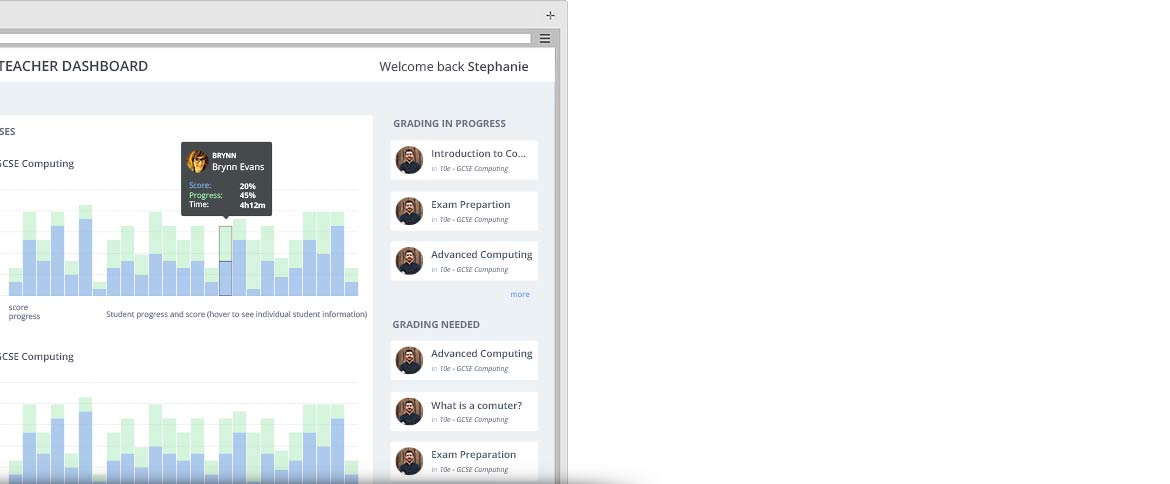 TEACHER DASHBOARD
Welcome back Stephanie
SES
GCSE Computing
BRYNN
Brynn Evans
Score: 20%
Progress: 45%
Time: 4h12m
score
progress
Student progress and score (hover to see individual student information)
GCSE Computing
GRADING IN PROGRESS
Introduction to Co...
in 10e - GCSE Computing
Exam Prepartion
in 10e - GCSE Computing
Advanced Computing
in 10e - GCSE Computing
more
GRADING NEEDED
Advanced Computing
in 10e - GCSE Computing
What is a comuter?
in 10e - GCSE Computing
Exam Preparation
in 10e - GCSE Computing